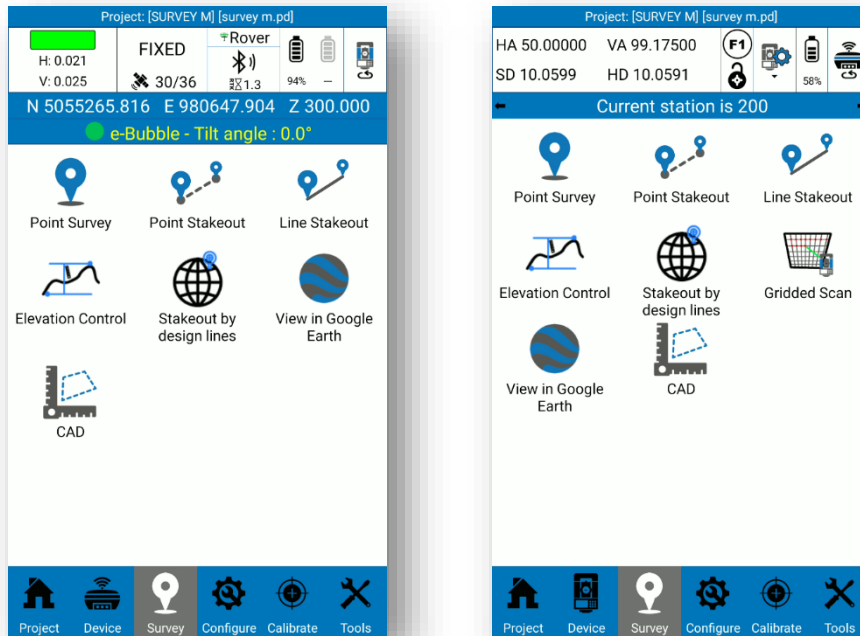 Project: [SURVEY M] [survey m.pd]
H: 0.021
V: 0.025
FIXED
30/36
Rover
1.3
94%
--
N 5055265.816 E 980647.904 Z 300.000
e-Bubble - Tilt angle : 0.0°
Point Survey
Point Stakeout
Line Stakeout
Elevation Control
Stakeout by
design lines
View in Google
Earth
CAD
Project
Device
Survey
Configure
Calibrate
Tools
Project: [SURVEY M] [survey m.pd]
HA 50.00000 VA 99.17500
SD 10.0599 HD 10.0591
F1
58%
Current station is 200
Point Survey
Point Stakeout
Line Stakeout
Elevation Control
Stakeout by
design lines
Gridded Scan
View in Google
Earth
CAD
Project
Device
Survey
Configure
Calibrate
Tools